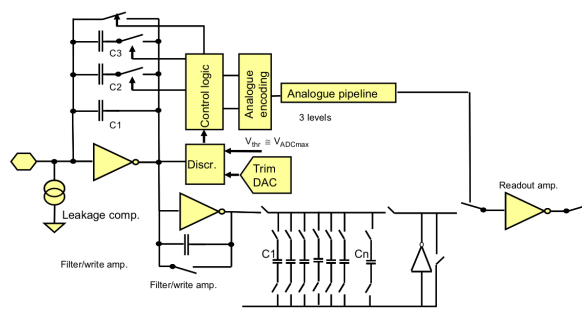 C3
C2
C1
Control logic
Analogue
encoding
Analogue pipeline
3 levels
Vthr ≅ VADCmax
Discr.
Trim
DAC
Leakage comp.
Readout amp.
C1
Cn
Filter/write amp.
Filter/write amp.